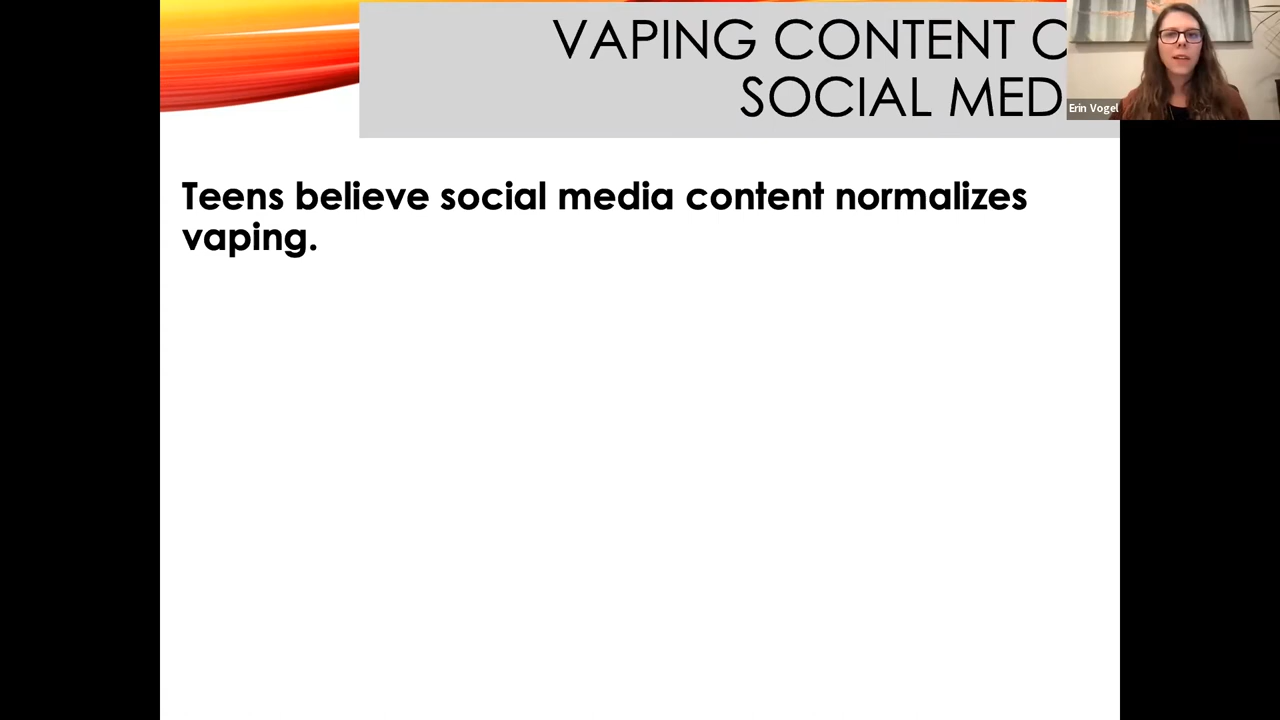 VAPING CONTENT
SOCIAL MED
Erin Vogel
Teens believe social media content normalizes
vaping.